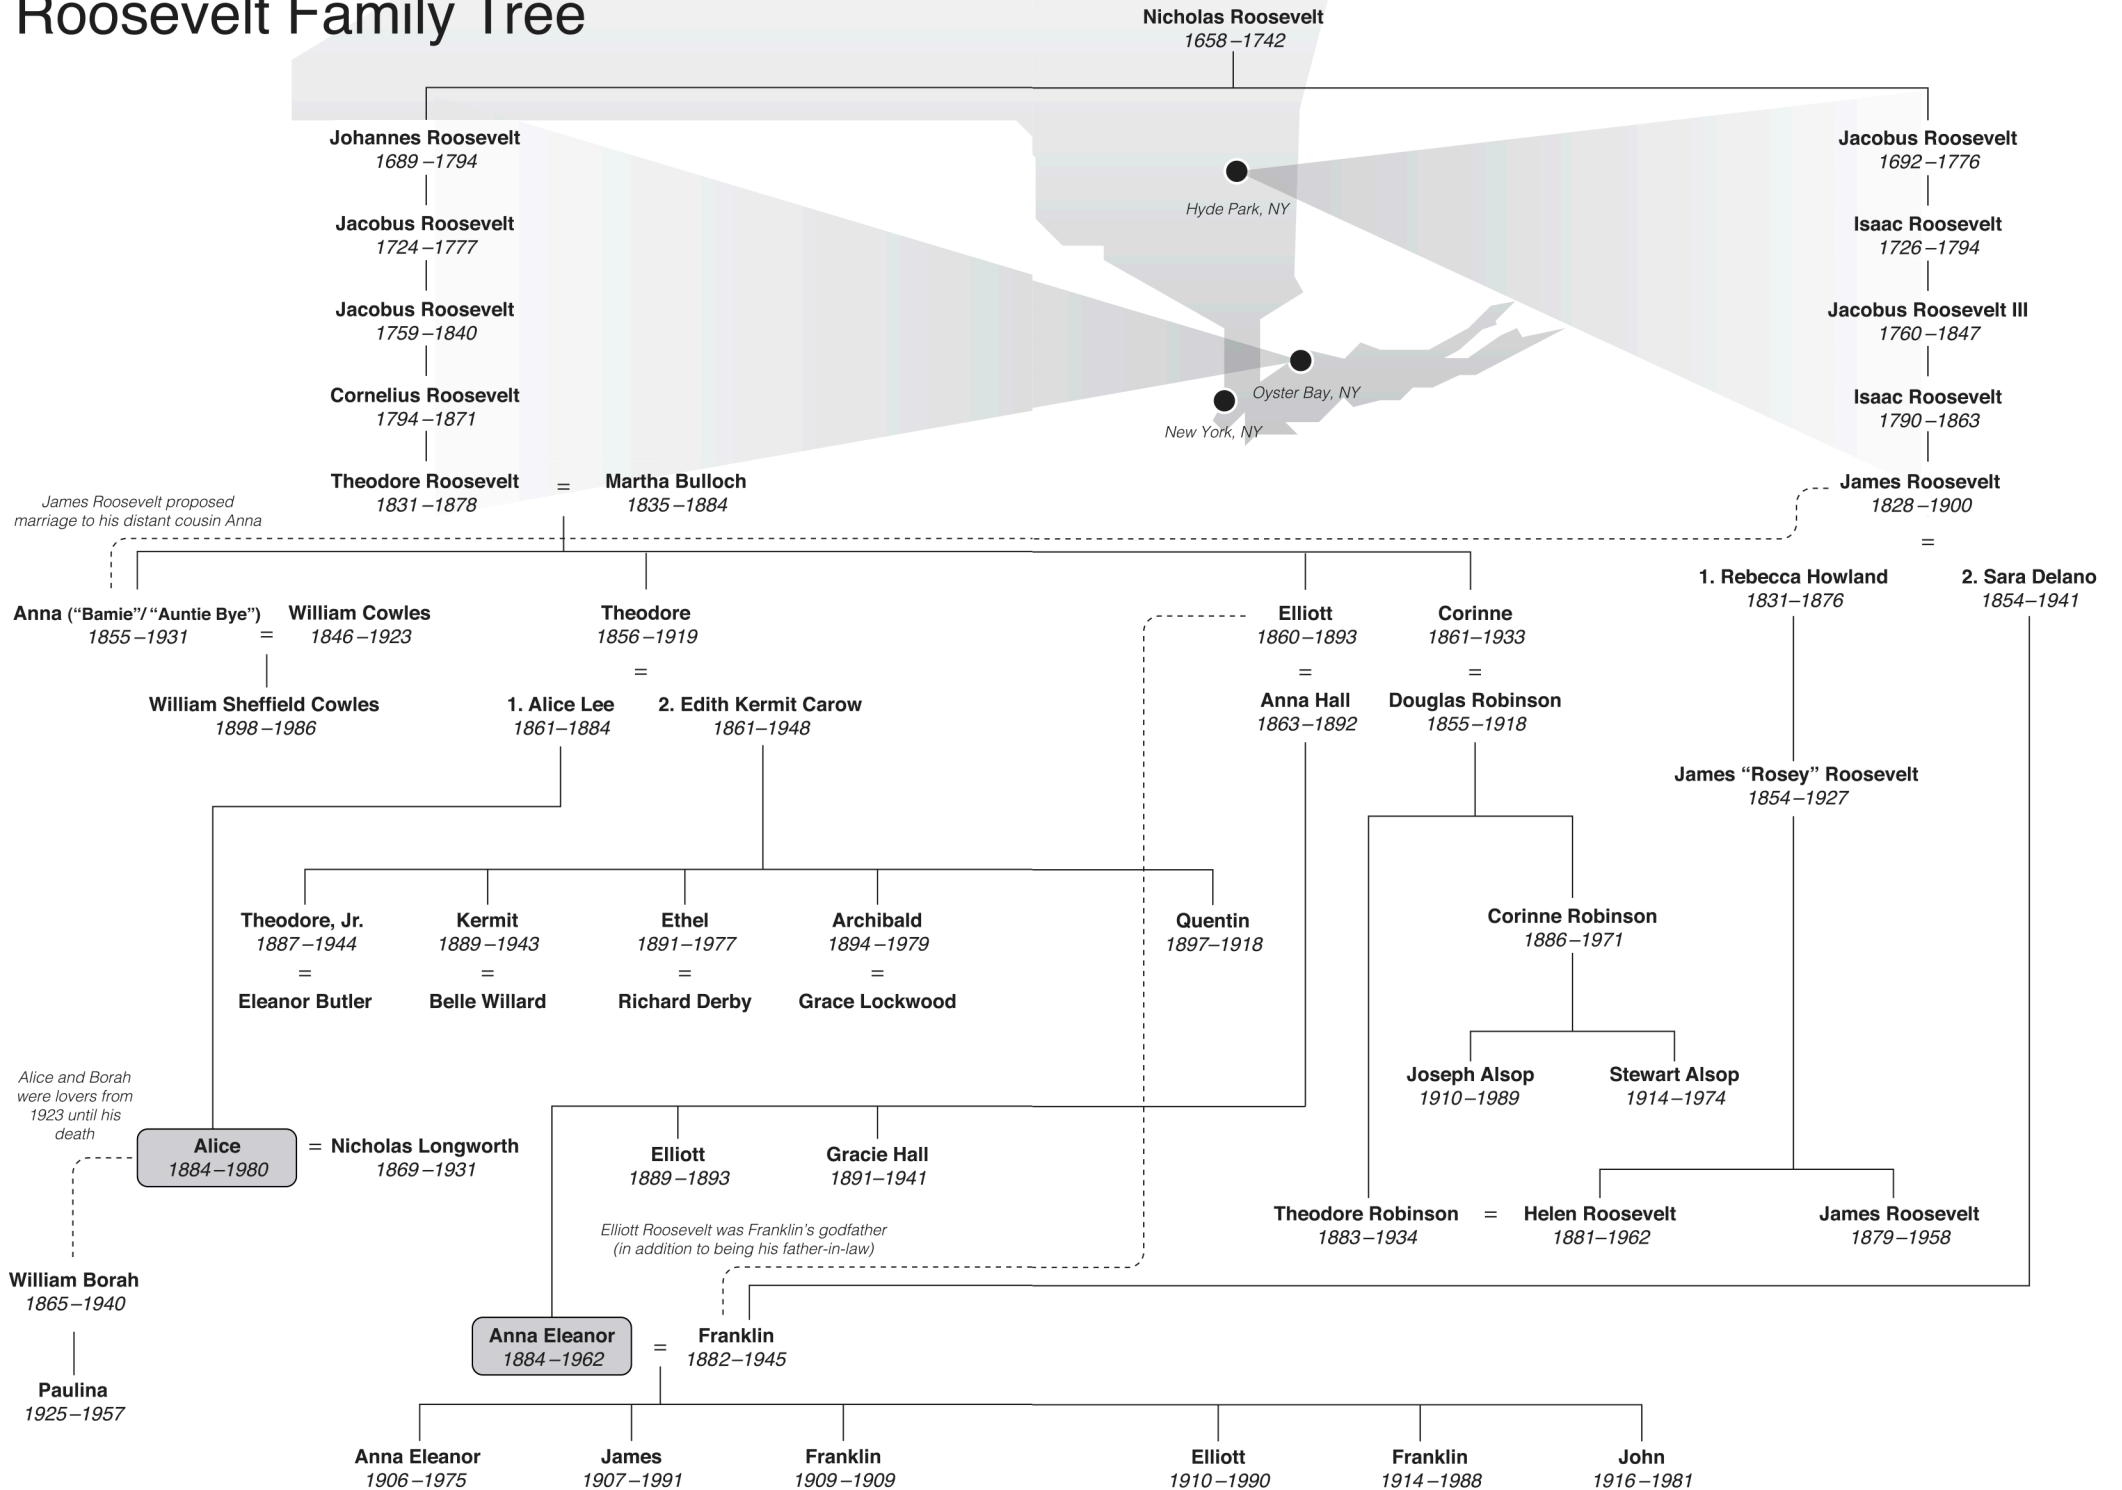 Roosevelt Family Tree
Nicholas Roosevelt
1658–1742
Johannes Roosevelt
1689–1794
Jacobus Roosevelt
1692–1776
Hyde Park, NY
Jacobus Roosevelt
1724–1777
Isaac Roosevelt
1726–1794
Jacobus Roosevelt
1759–1840
Jacobus Roosevelt III
1760–1847
Oyster Bay, NY
New York, NY
Cornelius Roosevelt
1794–1871
Isaac Roosevelt
1790–1863
Theodore Roosevelt
1831–1878
=
Martha Bulloch
1835–1884
James Roosevelt
1828–1900
=
James Roosevelt proposed
marriage to his distant cousin Anna
1. Rebecca Howland
1831–1876
2. Sara Delano
1854–1941
Anna (“Bamie”/“Auntie Bye”)
1855–1931
=
William Cowles
1846–1923
Theodore
1856–1919
=
Elliott
1860–1893
=
Corinne
1861–1933
=
William Sheffield Cowles
1898–1986
1. Alice Lee
1861–1884
2. Edith Kermit Carow
1861–1948
Anna Hall
1863–1892
Douglas Robinson
1855–1918
James “Rosey” Roosevelt
1854–1927
Theodore, Jr.
1887–1944
=
Eleanor Butler
Kermit
1889–1943
=
Belle Willard
Ethel
1891–1977
=
Richard Derby
Archibald
1894–1979
=
Grace Lockwood
Quentin
1897–1918
Corinne Robinson
1886–1971
Joseph Alsop
1910–1989
Stewart Alsop
1914–1974
Alice and Borah
were lovers from
1923 until his
death
Alice
1884–1980
=
Nicholas Longworth
1869–1931
Elliott
1889–1893
Gracie Hall
1891–1941
Theodore Robinson
1883–1934
=
Helen Roosevelt
1881–1962
James Roosevelt
1879–1958
Elliott Roosevelt was Franklin’s godfather
(in addition to being his father-in-law)
William Borah
1865–1940
Anna Eleanor
1884–1962
=
Franklin
1882–1945
Paulina
1925–1957
Anna Eleanor
1906–1975
James
1907–1991
Franklin
1909–1909
Elliott
1910–1990
Franklin
1914–1988
John
1916–1981